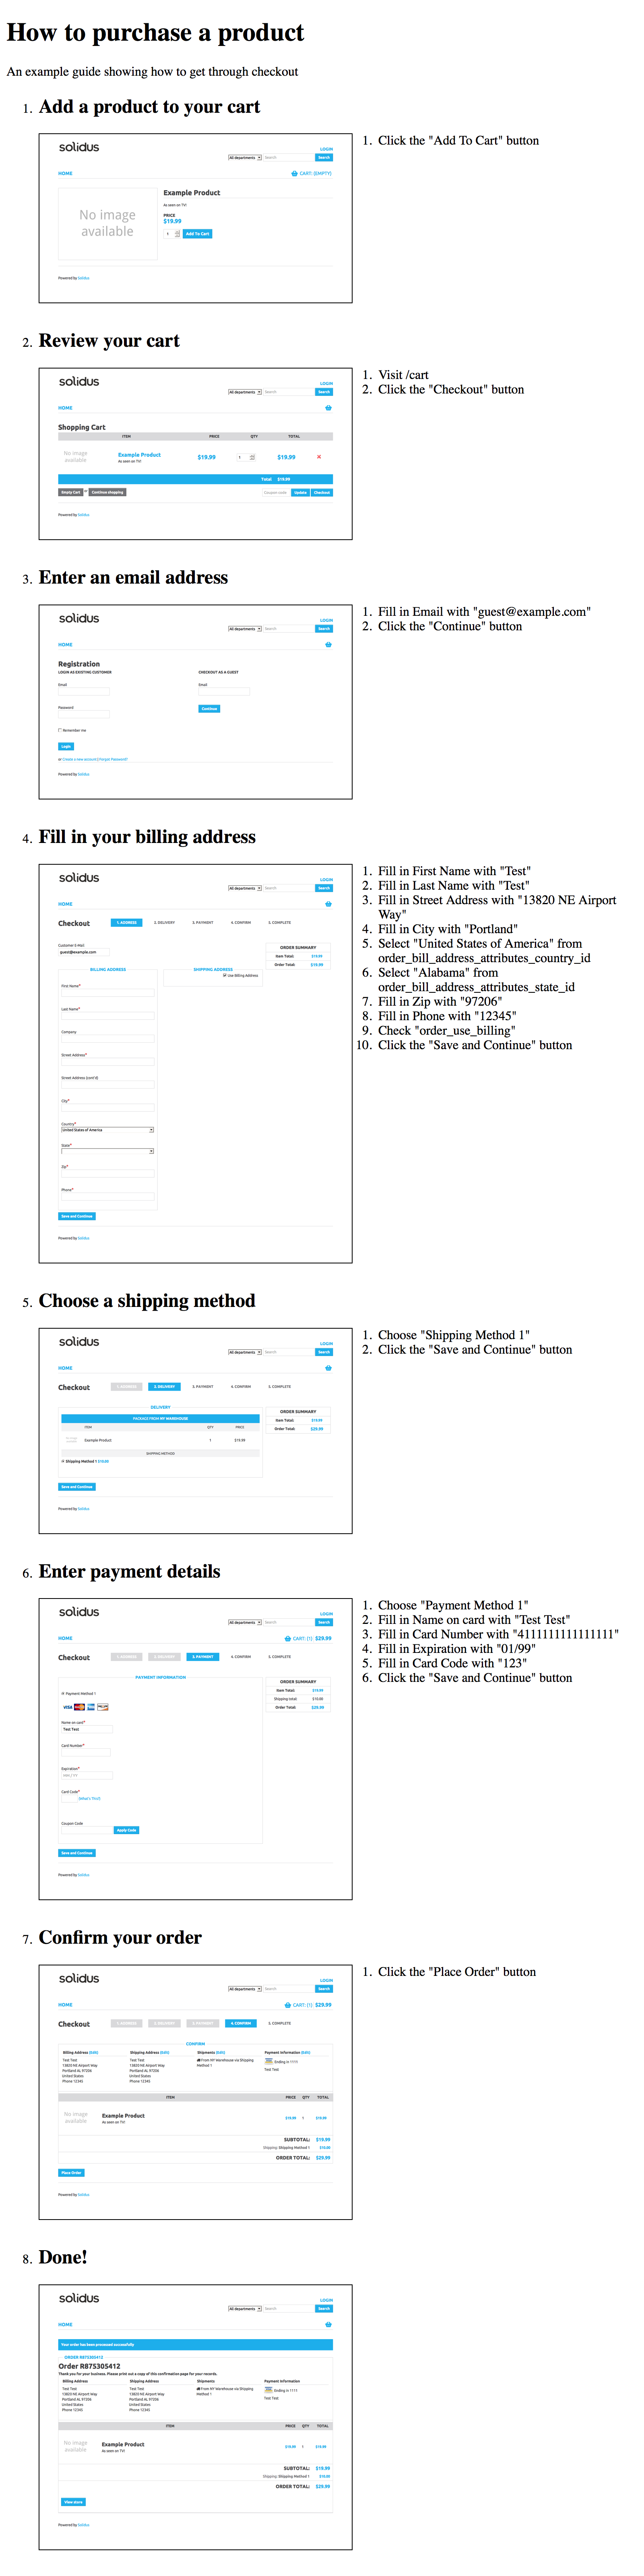 How to purchase a product
An example guide showing how to get through checkout
1. Add a product to your cart
solidus
LOGIN
All departments Search Search
HOME CART: (EMPTY)
No image available
Example Product
As seen on TV!
PRICE
$19.99
1 Add To Cart
Powered by Solidus
1. Click the "Add To Cart" button
2. Review your cart
solidus
LOGIN
All departments Search Search
HOME
Shopping Cart
ITEM PRICE QTY TOTAL
No image available
Example Product $19.99 1 $19.99
As seen on TV!
Total $19.99
Empty Cart or Continue shopping Coupon code Update Checkout
Powered by Solidus
1. Visit /cart
2. Click the "Checkout" button
3. Enter an email address
solidus
LOGIN
All departments Search Search
HOME
Registration
LOGIN AS EXISTING CUSTOMER CHECKOUT AS A GUEST
Email Email
Password Continue
Remember me
Login
or Create a new account | Forgot Password?
Powered by Solidus
1. Fill in Email with "guest@example.com"
2. Click the "Continue" button
4. Fill in your billing address
solidus
LOGIN
All departments Search Search
HOME
Checkout 1. ADDRESS 2. DELIVERY 3. PAYMENT 4. CONFIRM 5. COMPLETE
Customer E-Mail
guest@example.com
ORDER SUMMARY
Item Total: $19.99
Order Total: $19.99
BILLING ADDRESS SHIPPING ADDRESS
Use Billing Address
First Name*
Last Name*
Company
Street Address*
Street Address (cont'd)
City*
Country*
United States of America
State*
Zip*
Phone*
Save and Continue
Powered by Solidus
1. Fill in First Name with "Test"
2. Fill in Last Name with "Test"
3. Fill in Street Address with "13820 NE Airport
Way"
4. Fill in City with "Portland"
5. Select "United States of America" from
order_bill_address_attributes_country_id
6. Select "Alabama" from
order_bill_address_attributes_state_id
7. Fill in Zip with "97206"
8. Fill in Phone with "12345"
9. Check "order_use_billing"
10. Click the "Save and Continue" button
5. Choose a shipping method
solidus
LOGIN
All departments Search Search
HOME
Checkout 1. ADDRESS 2. DELIVERY 3. PAYMENT 4. CONFIRM 5. COMPLETE
DELIVERY
PACKAGE FROM NY WAREHOUSE
ITEM QTY PRICE
Example Product 1 $19.99
SHIPPING METHOD
Shipping Method 1 $10.00
ORDER SUMMARY
Item Total: $19.99
Order Total: $29.99
Save and Continue
Powered by Solidus
1. Choose "Shipping Method 1"
2. Click the "Save and Continue" button
6. Enter payment details
solidus
LOGIN
All departments Search Search
HOME CART: (1) $29.99
Checkout 1. ADDRESS 2. DELIVERY 3. PAYMENT 4. CONFIRM 5. COMPLETE
PAYMENT INFORMATION
Payment Method 1
VISA
Name on card*
Test Test
Card Number*
Expiration*
MM / YY
Card Code*
(What's This?)
Coupon Code
Apply Code
ORDER SUMMARY
Item Total: $19.99
Shipping total: $10.00
Order Total: $29.99
Save and Continue
Powered by Solidus
1. Choose "Payment Method 1"
2. Fill in Name on card with "Test Test"
3. Fill in Card Number with "4111111111111111"
4. Fill in Expiration with "01/99"
5. Fill in Card Code with "123"
6. Click the "Save and Continue" button
7. Confirm your order
solidus
LOGIN
All departments Search Search
HOME CART: (1) $29.99
Checkout 1. ADDRESS 2. DELIVERY 3. PAYMENT 4. CONFIRM 5. COMPLETE
CONFIRM
Billing Address (Edit) Shipping Address (Edit) Shipments (Edit) Payment Information (Edit)
Test Test Test Test From NY Warehouse via Shipping Method 1 Ending in 1111
13820 NE Airport Way 13820 NE Airport Way Test Test
Portland AL 97206 Portland AL 97206
United States United States
Phone 12345 Phone 12345
ITEM PRICE QTY TOTAL
No image available
Example Product $19.99 1 $19.99
As seen on TV!
SUBTOTAL: $19.99
Shipping: Shipping Method 1 $10.00
ORDER TOTAL: $29.99
Place Order
Powered by Solidus
1. Click the "Place Order" button
8. Done!
solidus
LOGIN
All departments Search Search
HOME
Your order has been processed successfully
ORDER R875305412
Order R875305412
Thank you for your business. Please print out a copy of this confirmation page for your records.
Billing Address Shipping Address Shipments Payment Information
Test Test Test Test From NY Warehouse via Shipping Method 1 Ending in 1111
13820 NE Airport Way 13820 NE Airport Way Test Test
Portland AL 97206 Portland AL 97206
United States United States
Phone 12345 Phone 12345
ITEM PRICE QTY TOTAL
No image available
Example Product $19.99 1 $19.99
As seen on TV!
SUBTOTAL: $19.99
Shipping: Shipping Method 1 $10.00
ORDER TOTAL: $29.99
View store
Powered by Solidus